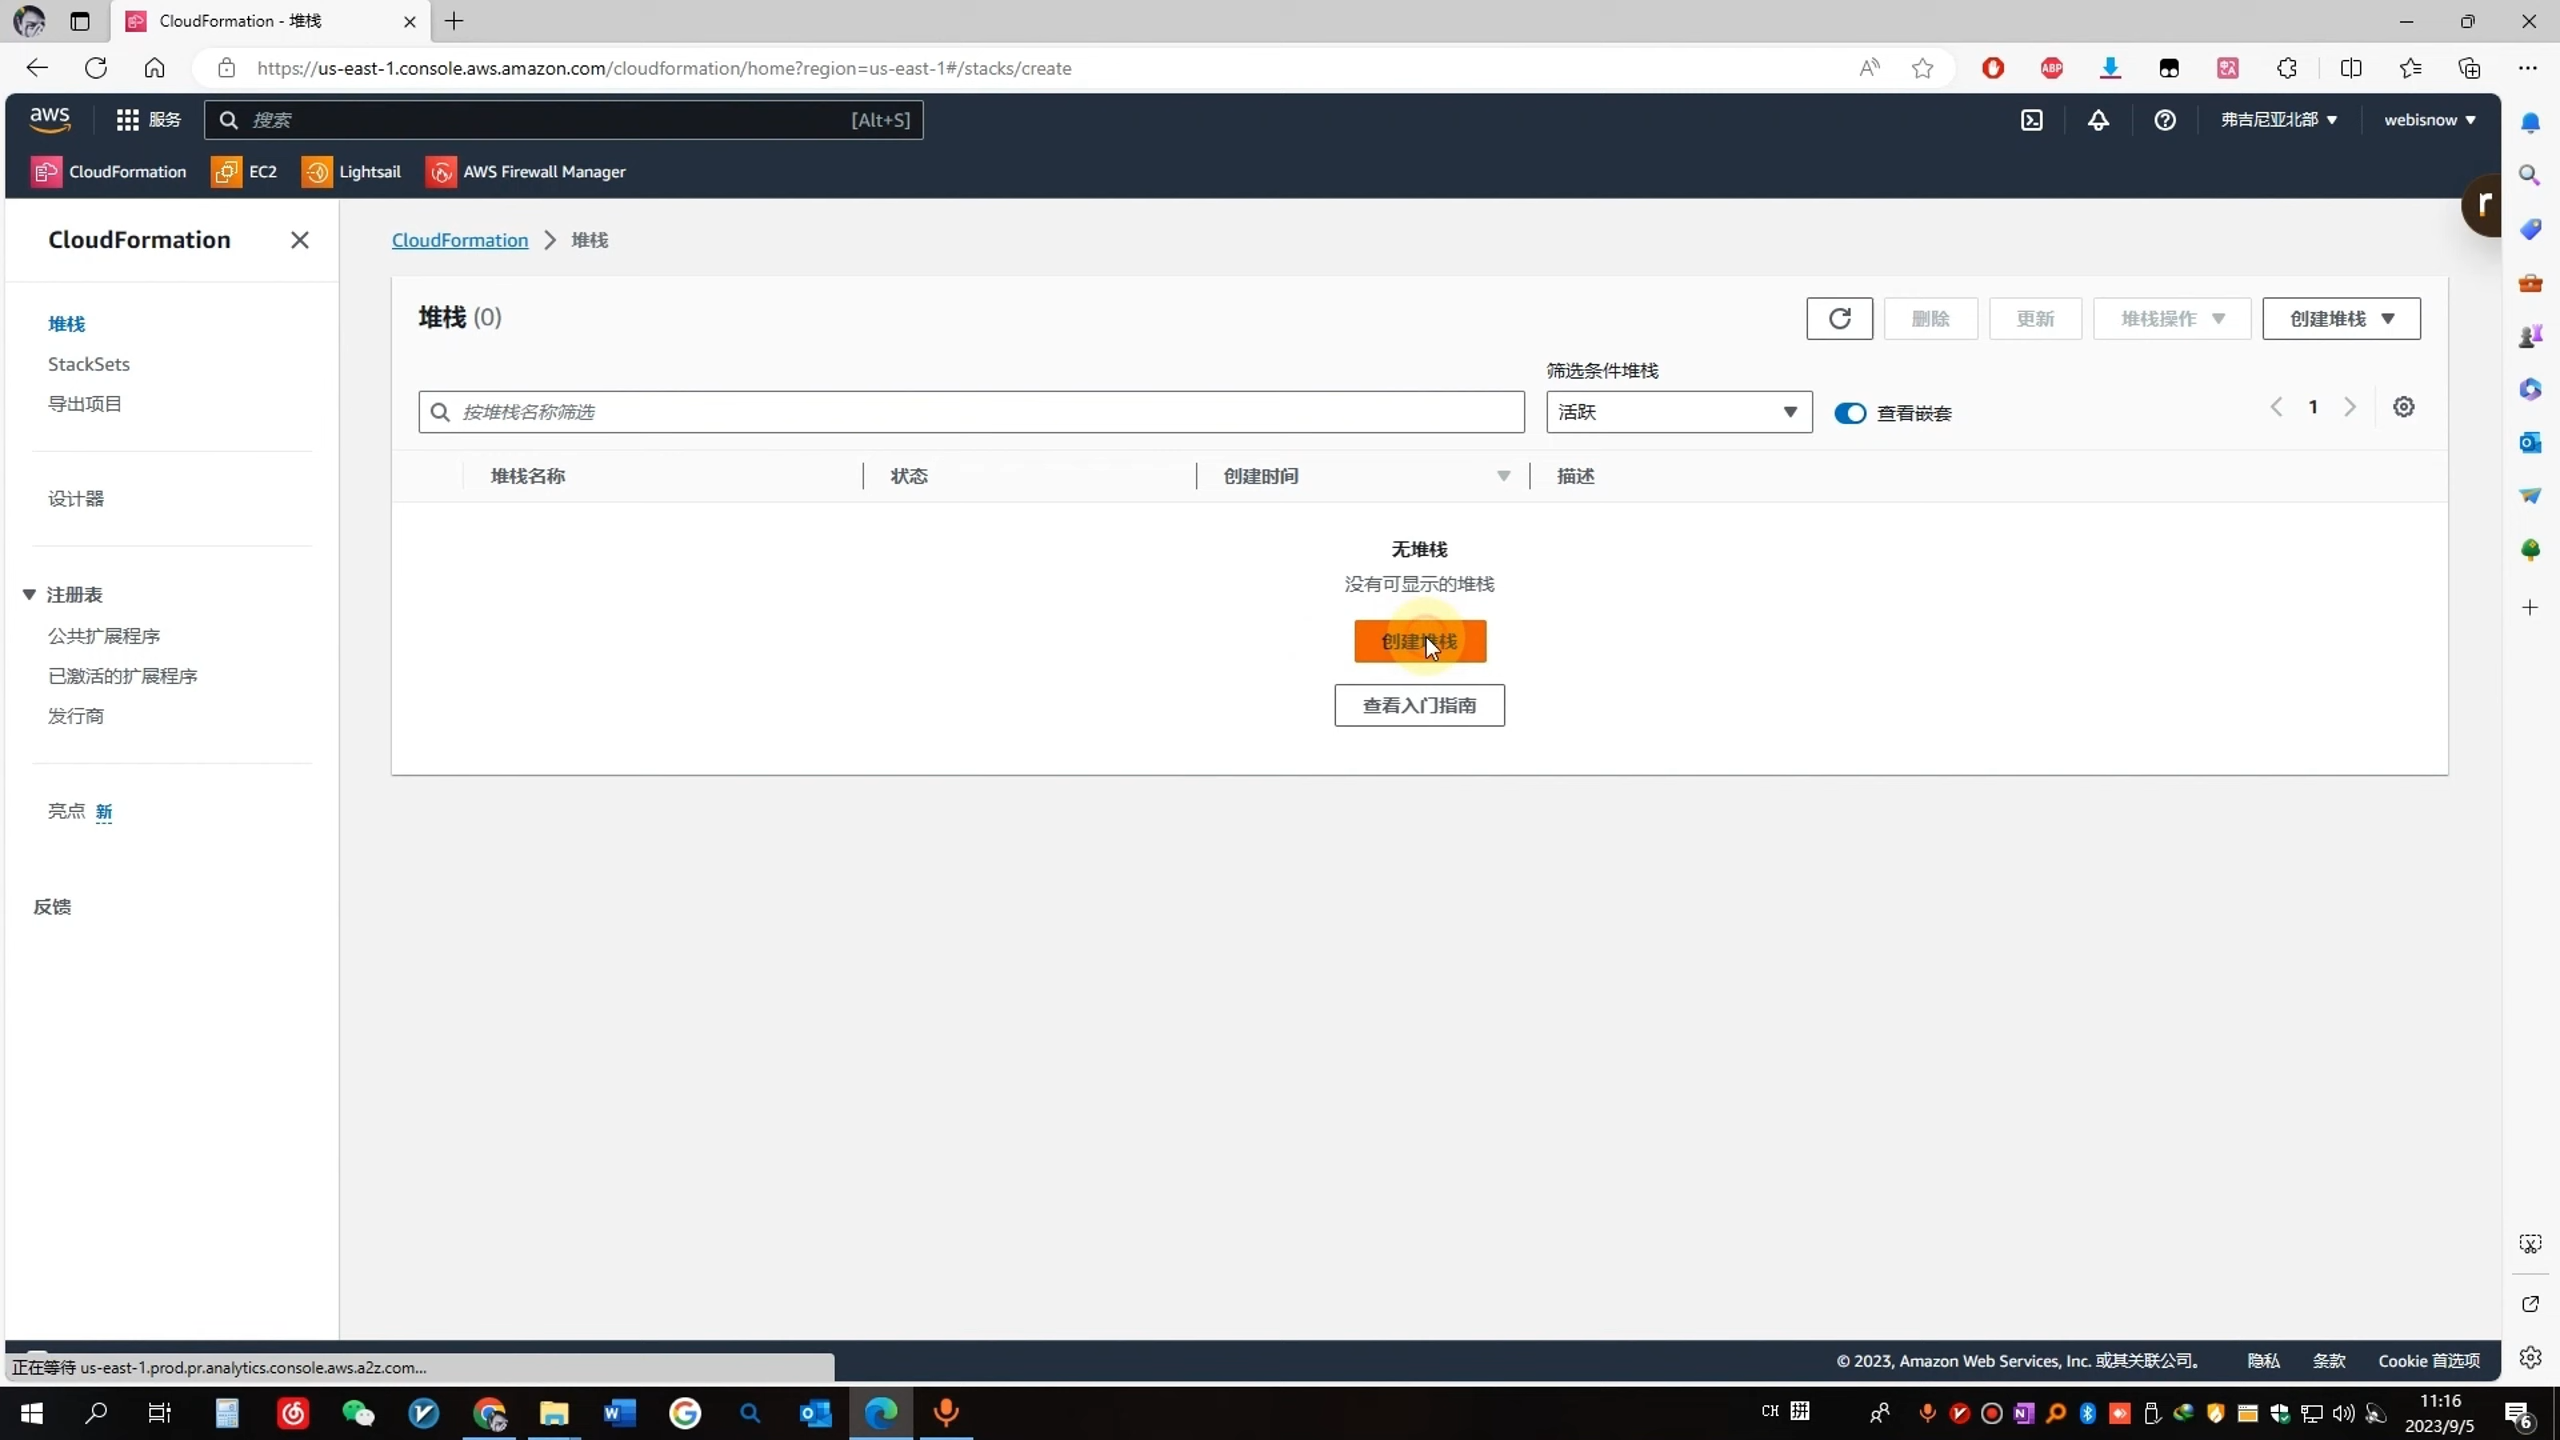 CloudFormation - 堆栈
https://us-east-1.console.aws.amazon.com/cloudformation/home?region=us-east-1#/stacks/create
aws 服务 搜索 [Alt+S] 弗吉尼亚北部 webisnow
CloudFormation EC2 Lightsail AWS Firewall Manager
CloudFormation
堆栈
StackSets
导出项目
设计器
注册表
公共扩展程序
已激活的扩展程序
发行商
亮点 新
反馈
CloudFormation 堆栈
堆栈 (0)
删除 更新 堆栈操作 创建堆栈
筛选条件堆栈
按堆栈名称筛选 活跃 查看嵌套 1
堆栈名称 状态 创建时间 描述
无堆栈
没有可显示的堆栈
创建堆栈
查看入门指南
r
正在等待 us-east-1.prod.pr.analytics.console.aws.a2z.com...
© 2023, Amazon Web Services, Inc. 或其关联公司。 隐私 条款 Cookie 首选项
CH 拼
11:16
2023/9/5
6
ABP